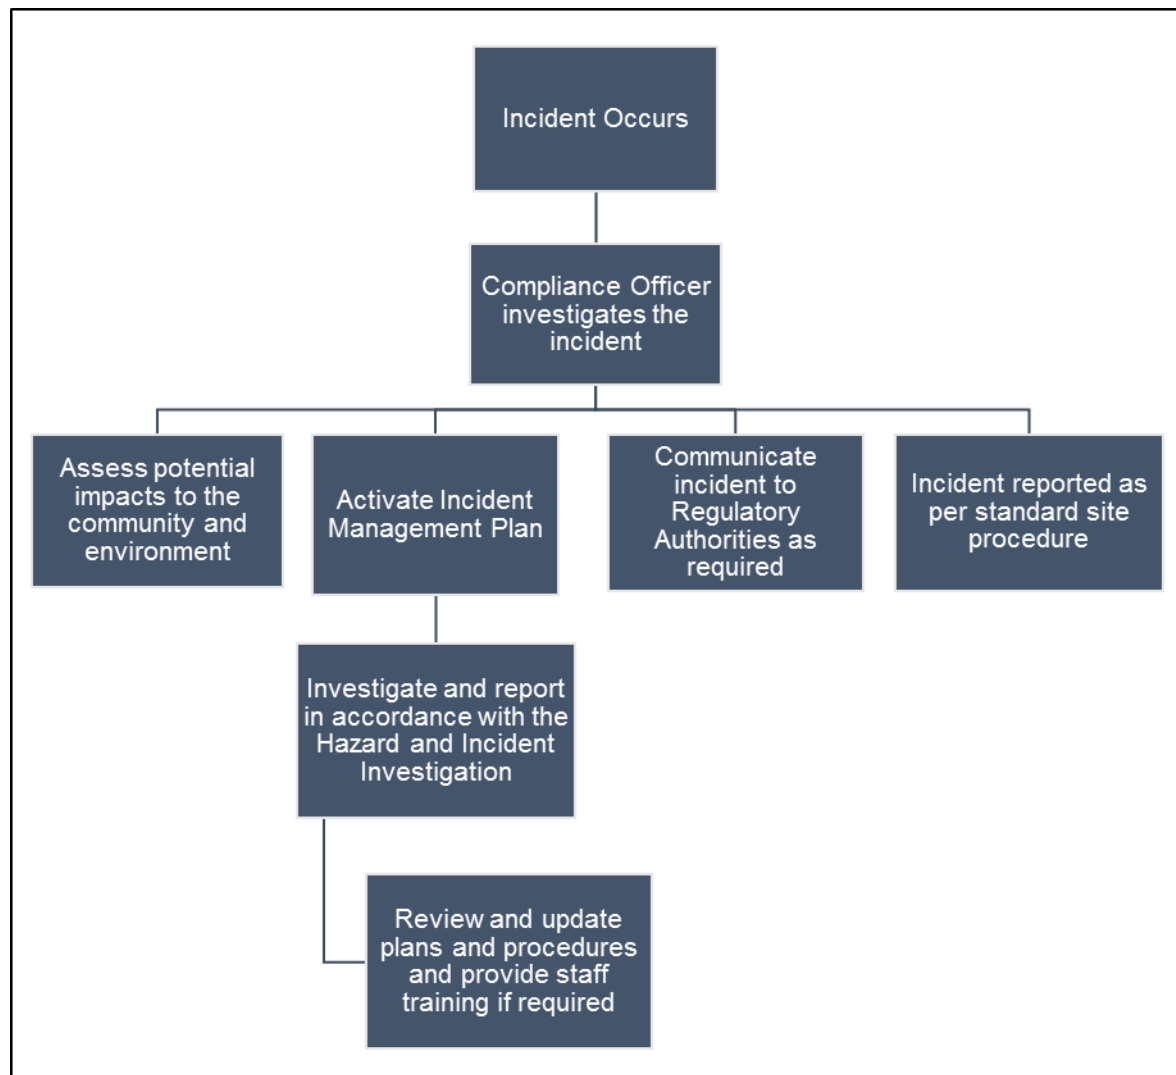 Incident Occurs
Compliance Officer
investigates the
incident
Assess potential
impacts to the
community and
environment
Activate Incident
Management Plan
Communicate
incident to
Regulatory
Authorities as
required
Incident reported as
per standard site
procedure
Investigate and report
in accordance with the
Hazard and Incident
Investigation
Review and update
plans and procedures
and provide staff
training if required